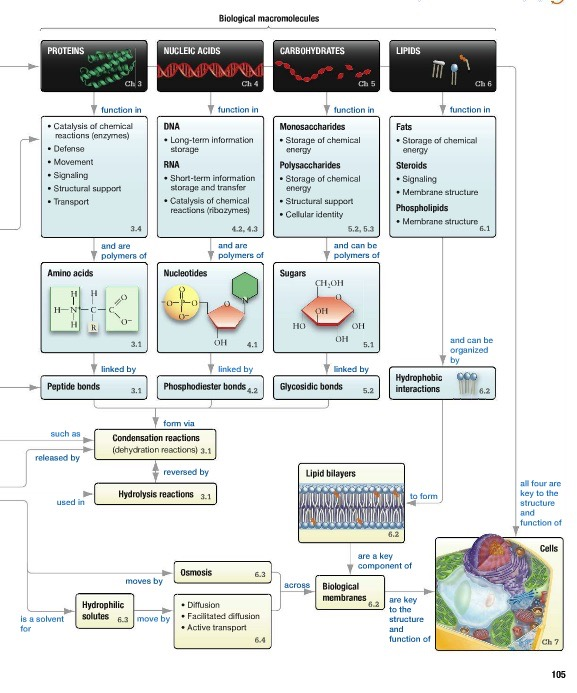 Biological macromolecules
PROTEINS
Ch 3
NUCLEIC ACIDS
Ch 4
CARBOHYDRATES
Ch 5
LIPIDS
Ch 6
function in
function in
function in
function in
• Catalysis of chemical
reactions (enzymes)
• Defense
• Movement
• Signaling
• Structural support
• Transport
3.4
DNA
• Long-term information
storage
RNA
• Short-term information
storage and transfer
• Catalysis of chemical
reactions (ribozymes)
4.2, 4.3
Monosaccharides
• Storage of chemical
energy
Polysaccharides
• Storage of chemical
energy
• Structural support
• Cellular identity
5.2, 5.3
Fats
• Storage of chemical
energy
Steroids
• Signaling
• Membrane structure
Phospholipids
• Membrane structure
6.1
and are
polymers of
and are
polymers of
and can be
polymers of
Amino acids
H
H
H—N⁺—C—C
O
H
R
O⁻
3.1
Nucleotides
O
⁻O—P—O
O⁻
O
OH
4.1
Sugars
CH₂OH
O
OH
HO
OH
OH
5.1
and can be
organized
by
linked by
linked by
linked by
Peptide bonds 3.1
Phosphodiester bonds 4.2
Glycosidic bonds 5.2
Hydrophobic
interactions 6.2
form via
such as
Condensation reactions
(dehydration reactions) 3.1
released by
reversed by
used in
Hydrolysis reactions 3.1
Lipid bilayers
6.2
to form
all four are
key to the
structure
and
function of
are a key
component of
moves by
Osmosis 6.3
across
Biological
membranes 6.2
are key
to the
structure
and
function of
Cells
Ch 7
is a solvent
for
Hydrophilic
solutes 6.3
move by
• Diffusion
• Facilitated diffusion
• Active transport
6.4
105